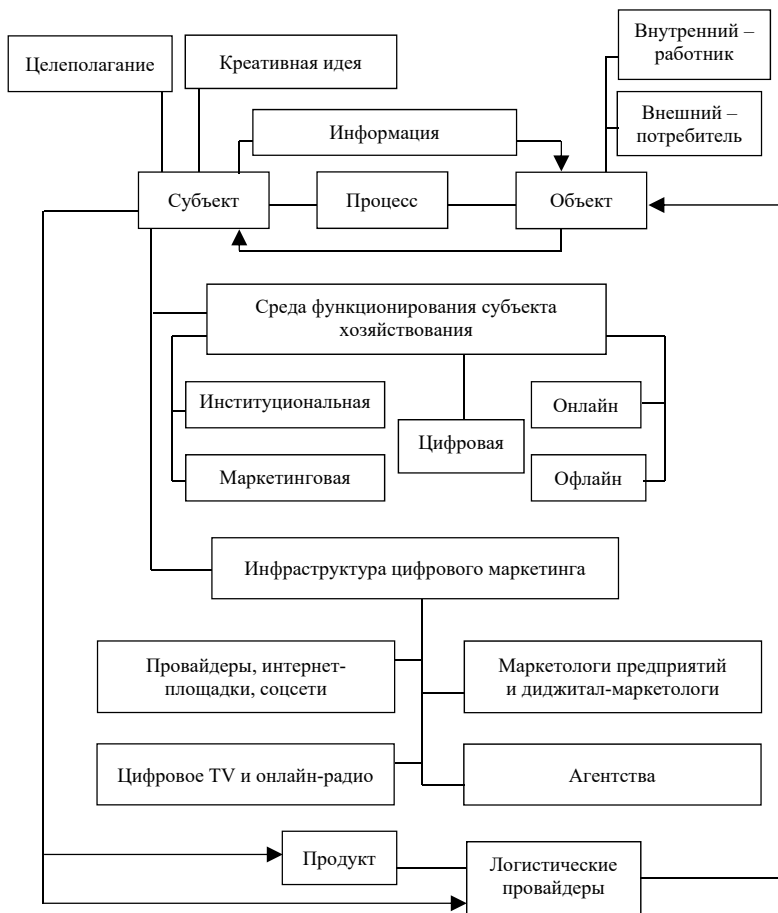 Целеполагание
Креативная идея
Внутренний –
работник
Информация
Внешний –
потребитель
Субъект
Процесс
Объект
Среда функционирования субъекта
хозяйствования
Институциональная
Маркетинговая
Цифровая
Онлайн
Офлайн
Инфраструктура цифрового маркетинга
Провайдеры, интернет-
площадки, соцсети
Маркетологи предприятий
и диджитал-маркетологи
Цифровое TV и онлайн-радио
Агентства
Продукт
Логистические
провайдеры